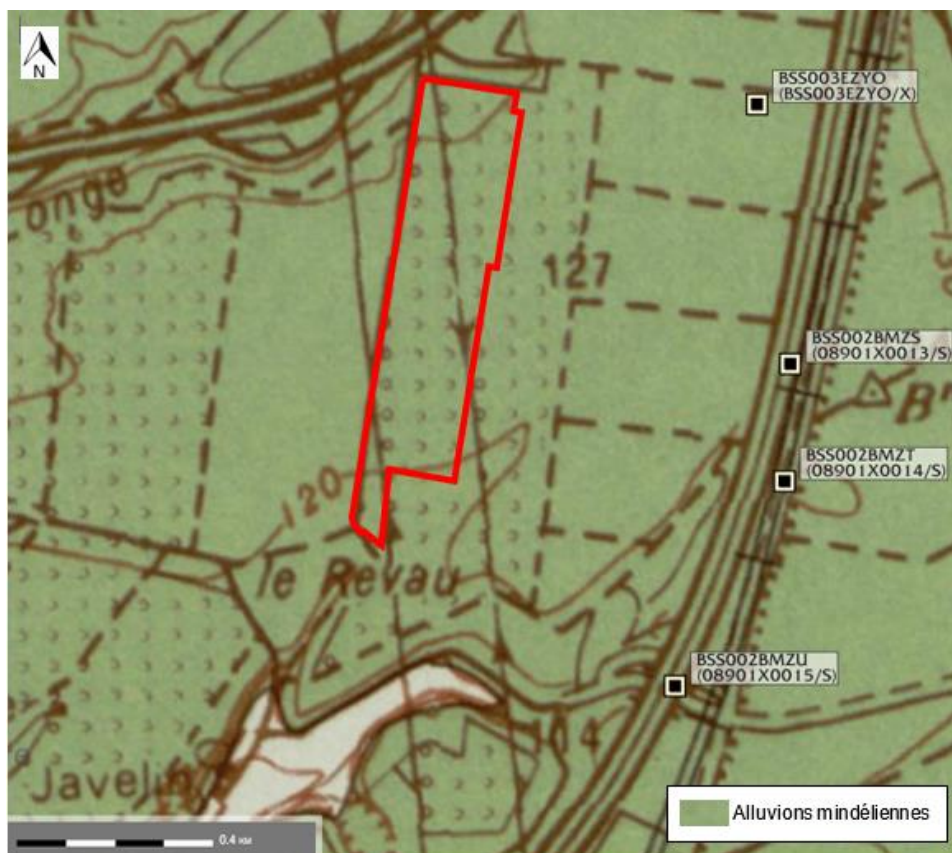 N
BSS003EZYO
(BSS003EZYO/X)
onge
127
BSS002BMZS
(08901X0013/S)
B
BSS002BMZT
(08901X0014/S)
120
le Revau
BSS002BMZU
(08901X0015/S)
104
Javelin
Alluvions mindéliennes
0.4 KM